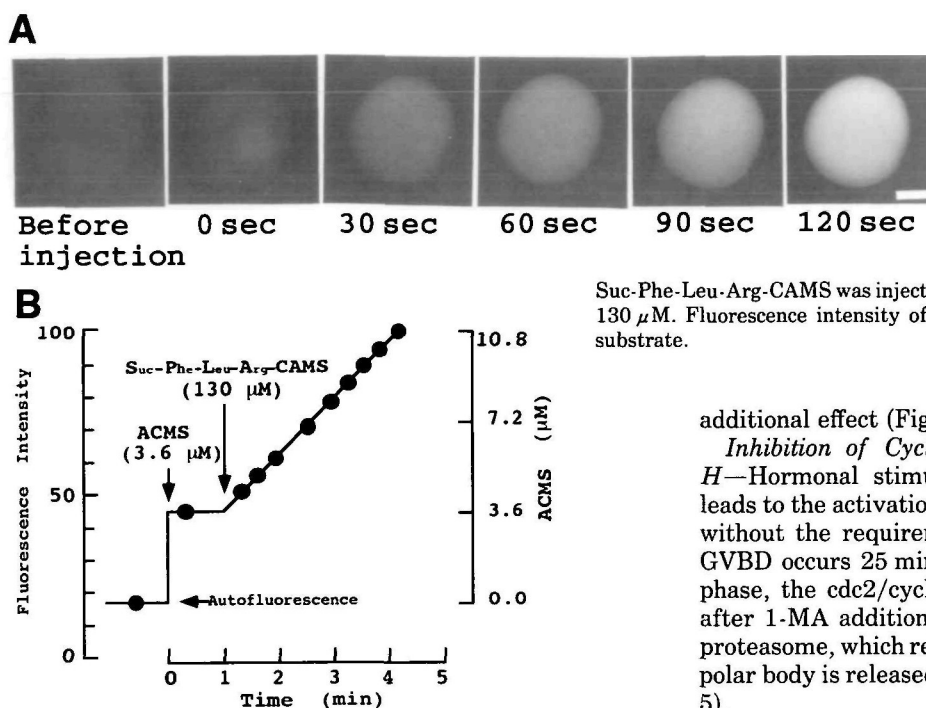 A
Before injection
0 sec
30 sec
60 sec
90 sec
120 sec
B
Suc-Phe-Leu-Arg-CAMS was inject
130 μM. Fluorescence intensity of
substrate.
100
50
0
Fluorescence Intensity
Suc-Phe-Leu-Arg-CAMS
(130 μM)
ACMS
(3.6 μM)
Autofluorescence
10.8
7.2
3.6
0.0
ACMS (μM)
0 1 2 3 4 5
Time (min)
additional effect (Fig
Inhibition of Cycl
H—Hormonal stimu
leads to the activatio
without the requirem
GVBD occurs 25 min
phase, the cdc2/cycl
after 1-MA addition
proteasome, which re
polar body is released
5)